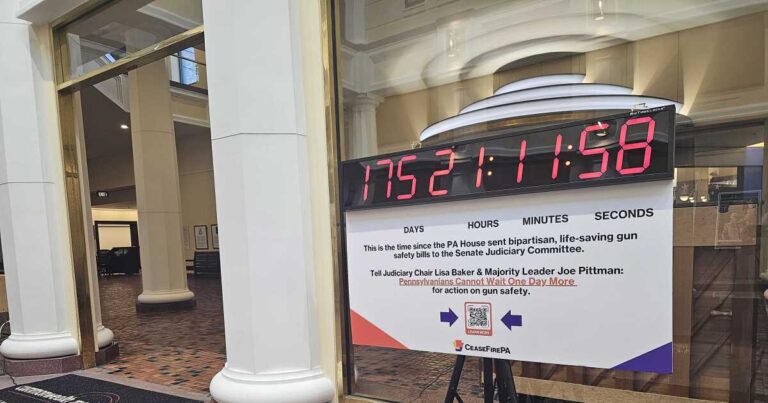 175 21:11:58
DAYS HOURS MINUTES SECONDS
This is the time since the PA House sent bipartisan, life-saving gun
safety bills to the Senate Judiciary Committee.
Tell Judiciary Chair Lisa Baker & Majority Leader Joe Pittman:
Pennsylvanians Cannot Wait One Day More
for action on gun safety.
LEARN MORE
CEASEFIREPA